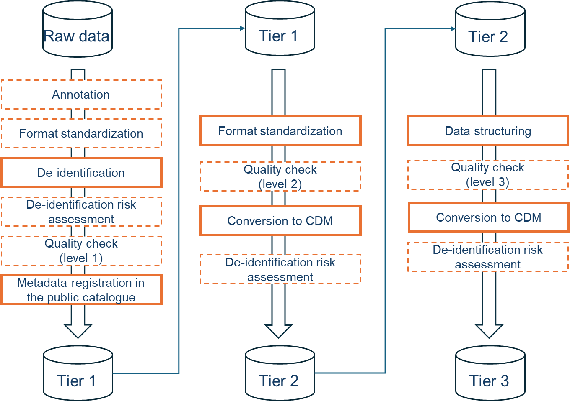 Raw data
Annotation
Format standardization
De-identification
De-identification risk
assessment
Quality check
(level 1)
Metadata registration in
the public catalogue
Tier 1
Tier 1
Format standardization
Quality check
(level 2)
Conversion to CDM
De-identification risk
assessment
Tier 2
Tier 2
Data structuring
Quality check
(level 3)
Conversion to CDM
De-identification risk
assessment
Tier 3